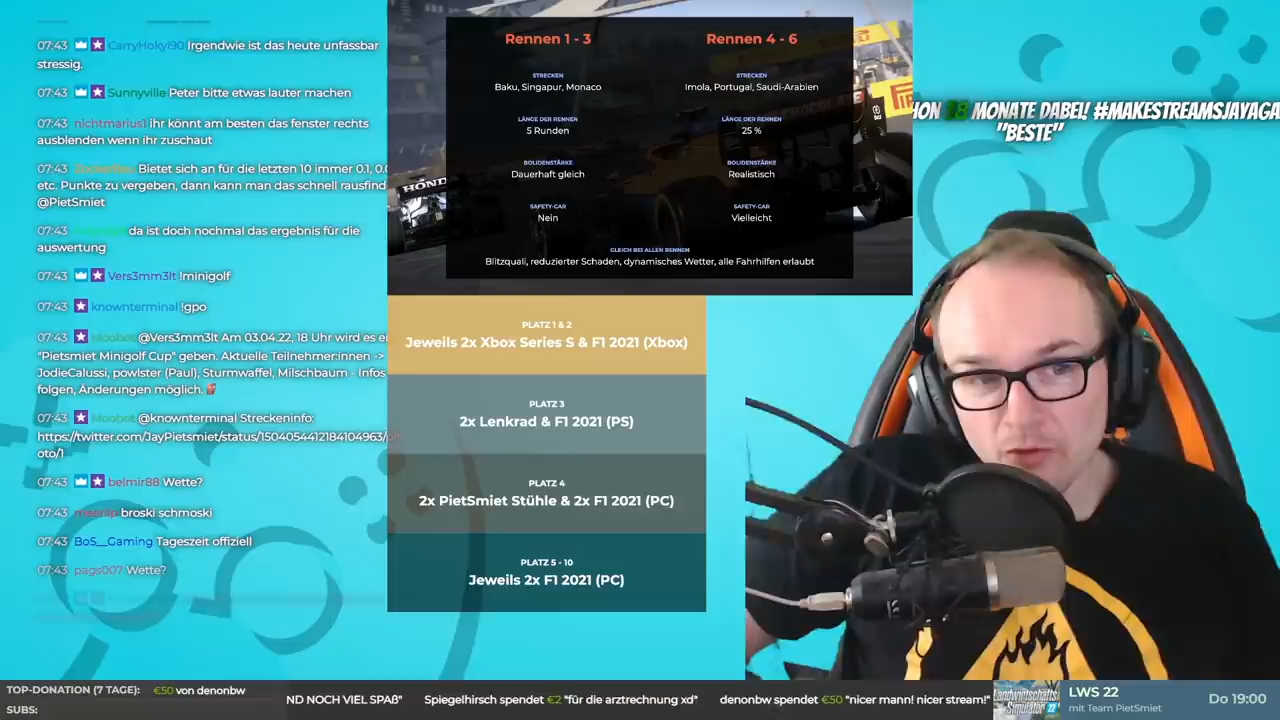 07:43 CarryHokyl90 Irgendwie ist das heute unfassbar
stressig.
07:43 Sunnyville Peter bitte etwas lauter machen
07:43 nichtmarius1 ihr könnt am besten das fenster rechts
ausblenden wenn ihr zuschaut
07:43 Bietet sich an für die letzten 10 immer 0.1, 0.0
etc. Punkte zu vergeben, dann kann man das schnell rausfind
@PietSmiet
07:43 da ist doch nochmal das ergebnis für die
auswertung
07:43 Vers3mm3lt !minigolf
07:43 knownterminal !gpo
07:43 Moobot @Vers3mm3lt Am 03.04.22, 18 Uhr wird es ei
"Pietsmiet Minigolf Cup" geben. Aktuelle Teilnehmer:innen ->
JodieCalussi, powlster (Paul), Sturmwaffel, Milschbaum - Infos
folgen, Änderungen möglich.
07:43 Moobot @knownterminal Streckeninfo:
https://twitter.com/JayPietsmiet/status/1504054412184104963/ph
oto/1
07:43 belmir88 Wette?
07:43 broski schmoski
07:43 BoS__Gaming Tageszeit offiziell
07:43 pags007 Wette?
Rennen 1 - 3
STRECKEN
Baku, Singapur, Monaco
LÄNGE DER RENNEN
5 Runden
BOLIDENSTÄRKE
Dauerhaft gleich
SAFETY-CAR
Nein
Rennen 4 - 6
STRECKEN
Imola, Portugal, Saudi-Arabien
LÄNGE DER RENNEN
25 %
BOLIDENSTÄRKE
Realistisch
SAFETY-CAR
Vielleicht
GLEICH BEI ALLEN RENNEN
Blitzquali, reduzierter Schaden, dynamisches Wetter, alle Fahrhilfen erlaubt
HOND
PLATZ 1 & 2
Jeweils 2x Xbox Series S & F1 2021 (Xbox)
PLATZ 3
2x Lenkrad & F1 2021 (PS)
PLATZ 4
2x PietSmiet Stühle & 2x F1 2021 (PC)
PLATZ 5 - 10
Jeweils 2x F1 2021 (PC)
HON 28 MONATE DABEI! #MAKESTREAMSJAYAGA
"BESTE"
TOP-DONATION (7 TAGE): €50 von denonbw
SUBS:
ND, ICH VIEL SPAß" Spiegelhirsch spendet €2 "für die arztrechnung xd" denonbw spendet €50 "nicer mann! nicer stream!"
Landwirtschafts
Simulator 22
LWS 22
mit Team PietSmiet
Do 19:00